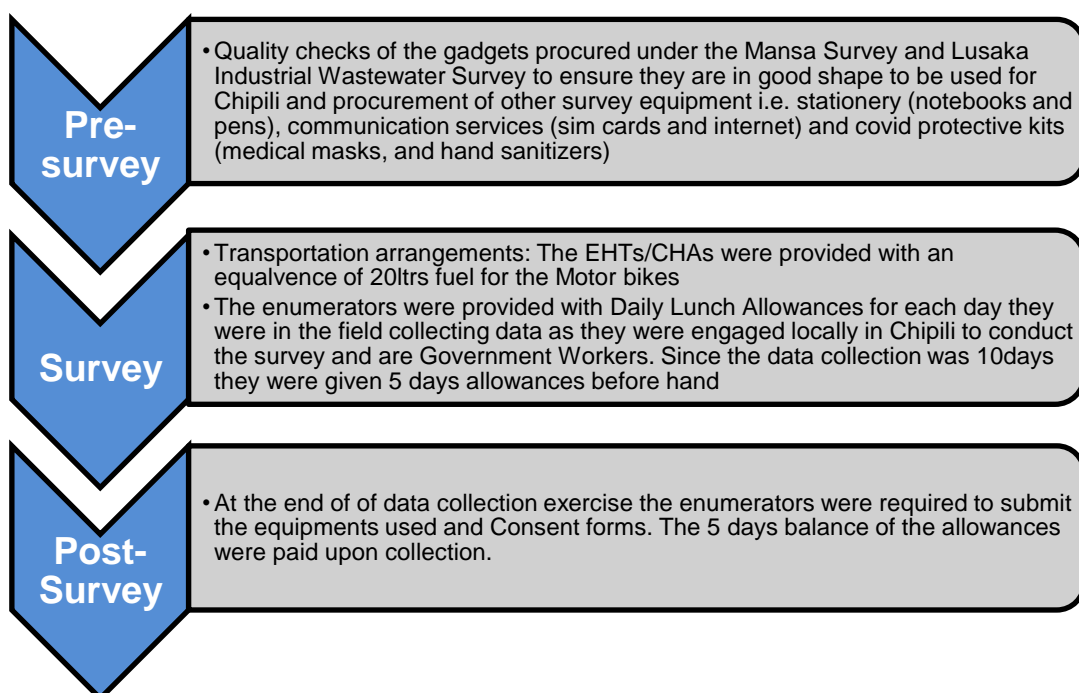 Pre-
survey
•Quality checks of the gadgets procured under the Mansa Survey and Lusaka
Industrial Wastewater Survey to ensure they are in good shape to be used for
Chipili and procurement of other survey equipment i.e. stationery (notebooks and
pens), communication services (sim cards and internet) and covid protective kits
(medical masks, and hand sanitizers)
Survey
•Transportation arrangements: The EHTs/CHAs were provided with an
equalvence of 20ltrs fuel for the Motor bikes
•The enumerators were provided with Daily Lunch Allowances for each day they
were in the field collecting data as they were engaged locally in Chipili to conduct
the survey and are Government Workers. Since the data collection was 10days
they were given 5 days allowances before hand
Post-
Survey
•At the end of of data collection exercise the enumerators were required to submit
the equipments used and Consent forms. The 5 days balance of the allowances
were paid upon collection.